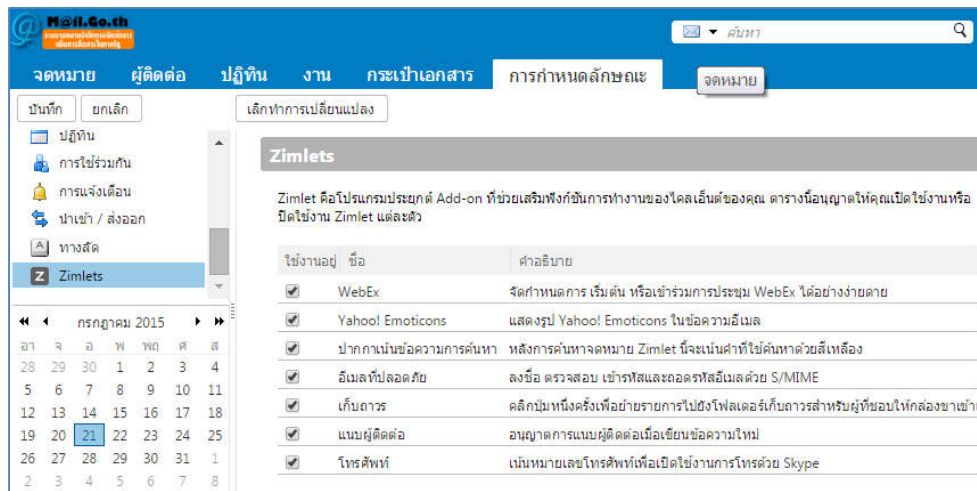 M@il.Go.th
ค้นหา
จดหมาย ผู้ติดต่อ ปฏิทิน งาน กระเป๋าเอกสาร การกำหนดลักษณะ
จดหมาย
บันทึก ยกเลิก เลิกทำการเปลี่ยนแปลง
ปฏิทิน
การใช้ร่วมกัน
การแจ้งเตือน
นำเข้า / ส่งออก
ทางลัด
Zimlets
Zimlets
Zimlet คือโปรแกรมประยุกต์ Add-on ที่ช่วยเสริมฟังก์ชันการทำงานของไคลเอ็นต์ของคุณ ตารางนี้อนุญาตให้คุณเปิดใช้งานหรือ
ปิดใช้งาน Zimlet แต่ละตัว
ใช้งานอยู่ ชื่อ คำอธิบาย
WebEx จัดกำหนดการ เริ่มต้น หรือเข้าร่วมการประชุม WebEx ได้อย่างง่ายดาย
Yahoo! Emoticons แสดงรูป Yahoo! Emoticons ในข้อความอีเมล
ปากกาเน้นข้อความการค้นหา หลังการค้นหาจดหมาย Zimlet นี้จะเน้นคำที่ใช้ค้นหาด้วยสีเหลือง
อีเมลที่ปลอดภัย ลงชื่อ ตรวจสอบ เข้ารหัสและถอดรหัสอีเมลด้วย S/MIME
เก็บถาวร คลิกปุ่มหนึ่งครั้งเพื่อย้ายรายการไปยังโฟลเดอร์เก็บถาวรสำหรับผู้ที่ชอบให้กล่องขาเข้า
แนบผู้ติดต่อ อนุญาตการแนบผู้ติดต่อเมื่อเขียนข้อความใหม่
โทรศัพท์ เน้นหมายเลขโทรศัพท์เพื่อเปิดใช้งานการโทรด้วย Skype
กรกฎาคม 2015
อา จ อ พ พฤ ศ ส
28 29 30 1 2 3 4
5 6 7 8 9 10 11
12 13 14 15 16 17 18
19 20 21 22 23 24 25
26 27 28 29 30 31 1
2 3 4 5 6 7 8